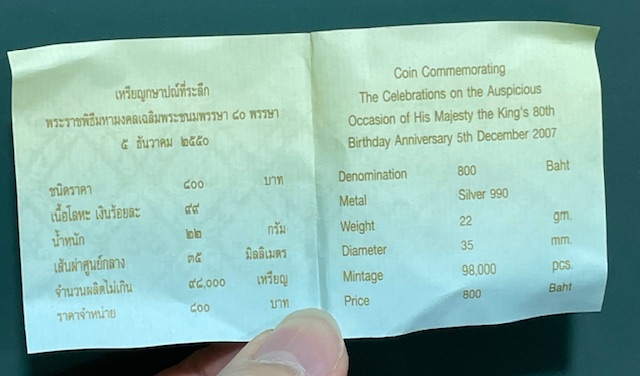 เหรียญกษาปณ์ที่ระลึก
พระราชพิธีมหามงคลเฉลิมพระชนมพรรษา ๘๐ พรรษา
๕ ธันวาคม ๒๕๕๐
ชนิดราคา ๘๐๐ บาท
เนื้อโลหะ เงินร้อยละ ๙๙
น้ำหนัก ๒๒ กรัม
เส้นผ่าศูนย์กลาง ๓๕ มิลลิเมตร
จำนวนผลิตไม่เกิน ๙๘,๐๐๐ เหรียญ
ราคาจำหน่าย ๘๐๐ บาท
Coin Commemorating
The Celebrations on the Auspicious
Occasion of His Majesty the King's 80th
Birthday Anniversary 5th December 2007
Denomination 800 Baht
Metal Silver 990
Weight 22 gm.
Diameter 35 mm.
Mintage 98,000 pcs.
Price 800 Baht